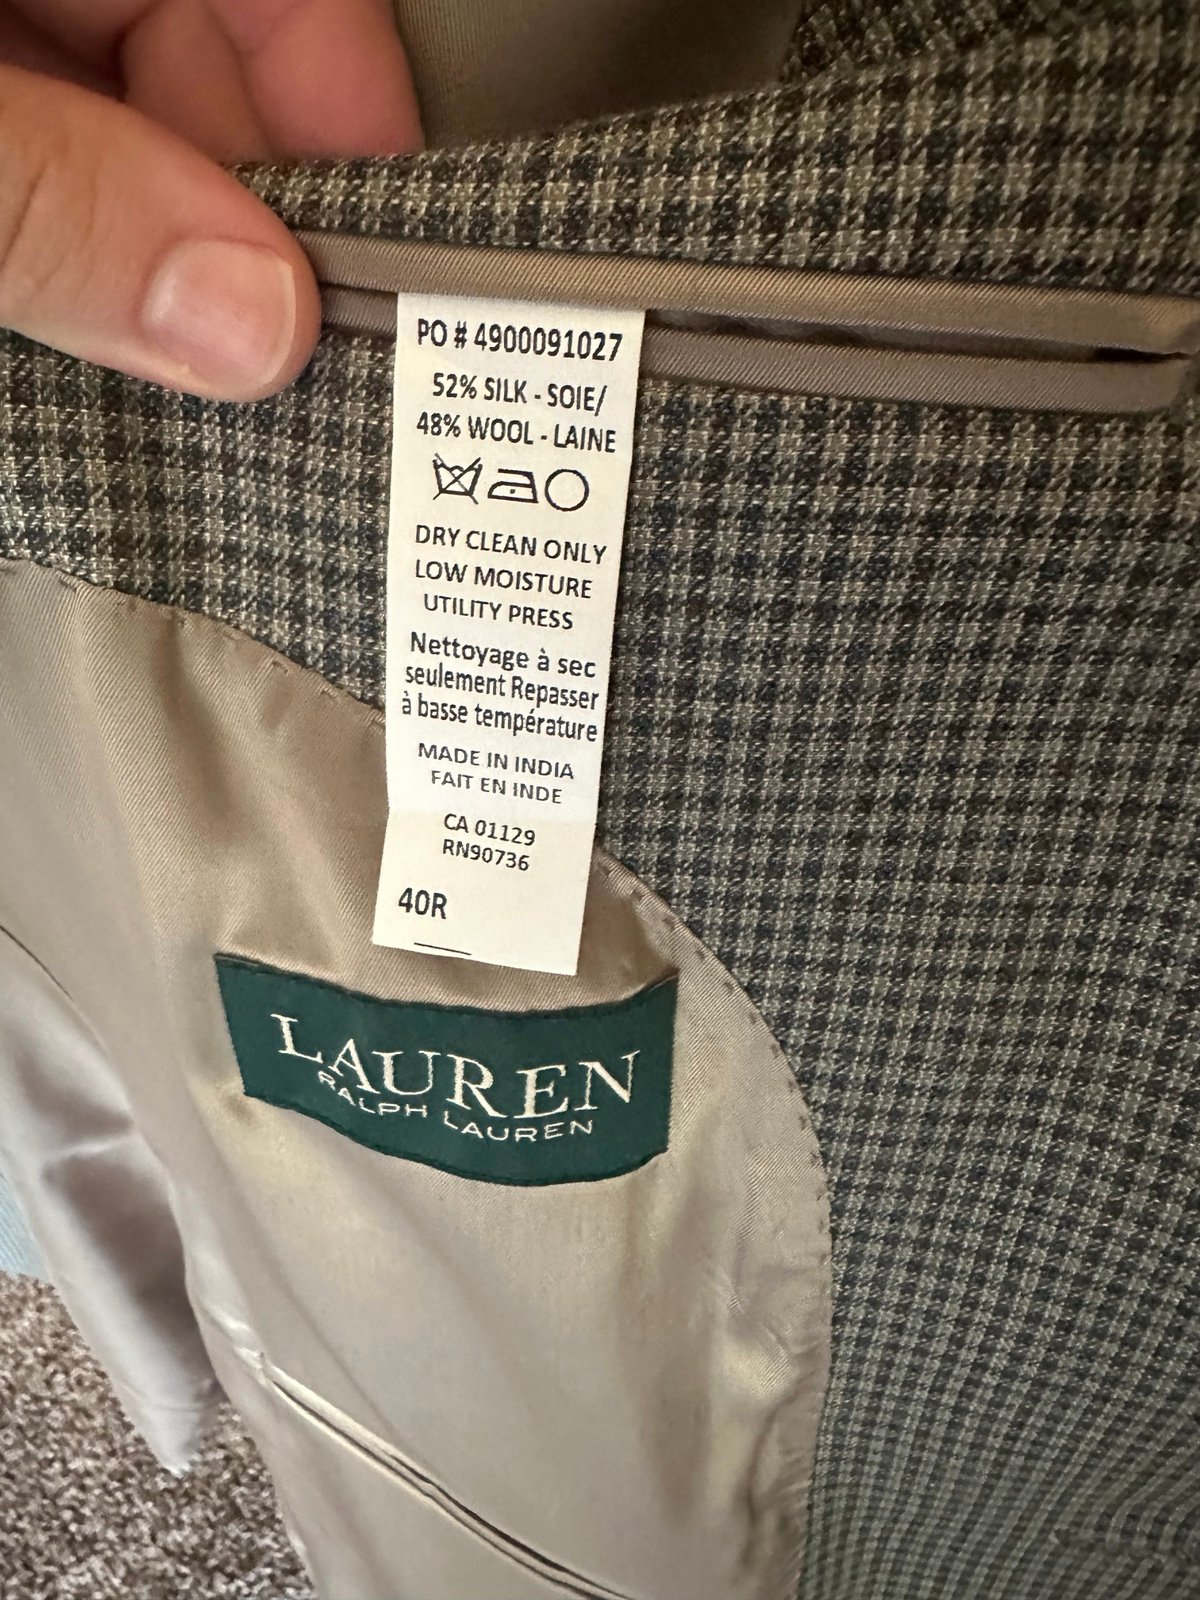 PO # 4900091027
52% SILK - SOIE/
48% WOOL - LAINE
DRY CLEAN ONLY
LOW MOISTURE
UTILITY PRESS
Nettoyage à sec
seulement Repasser
à basse température
MADE IN INDIA
FAIT EN INDE
CA 01129
RN90736
40R
LAUREN
RALPH LAUREN